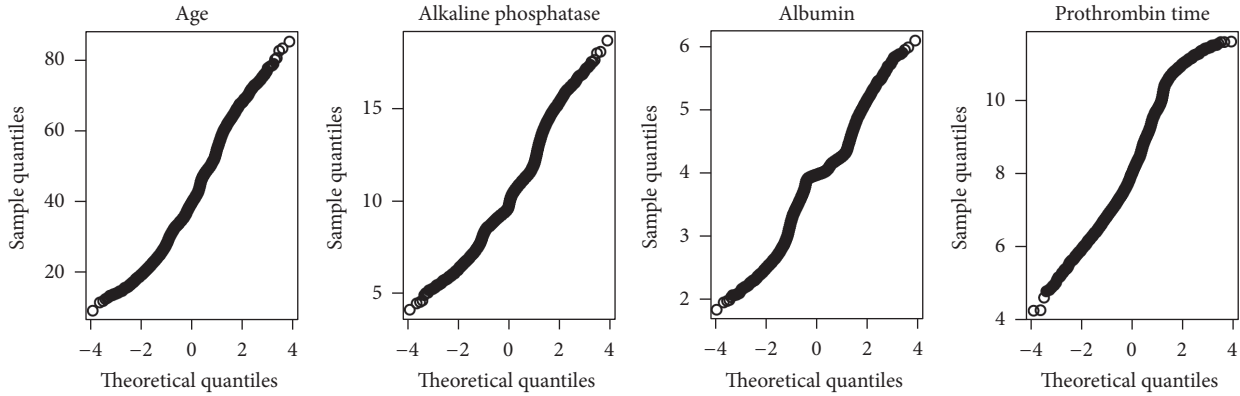 Age
80
60
40
20
Sample quantiles
−4 −2 0 2 4
Theoretical quantiles
Alkaline phosphatase
15
10
5
Sample quantiles
−4 −2 0 2 4
Theoretical quantiles
Albumin
6
5
4
3
2
Sample quantiles
−4 −2 0 2 4
Theoretical quantiles
Prothrombin time
10
8
6
4
Sample quantiles
−4 −2 0 2 4
Theoretical quantiles